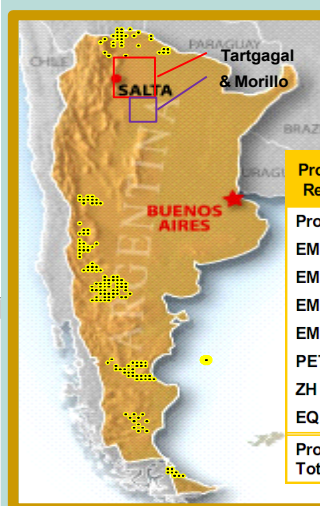 PARAGUAY
Tartgagal
& Morillo
CHILE
SALTA
BRAZ
URAGU
ARGENTINA
BUENOS
AIRES
Pro
Re
Pro
EM
EM
EM
EM
PET
ZH
EQ
Pro
Tot